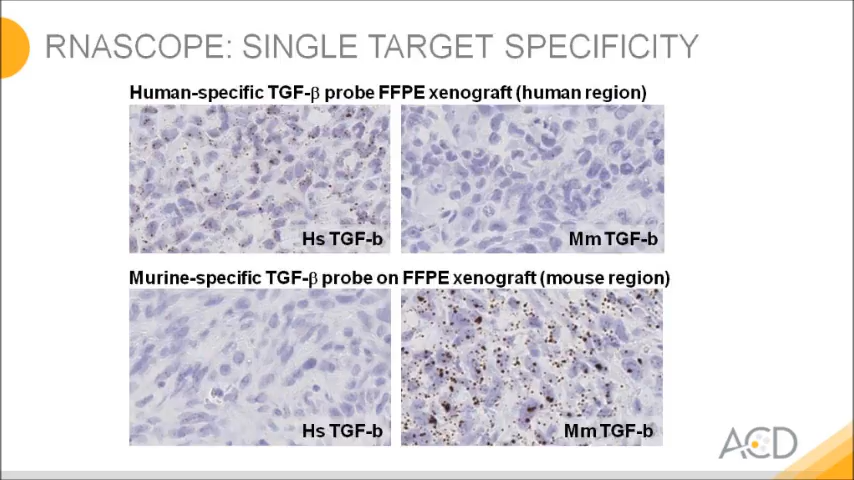 RNASCOPE: SINGLE TARGET SPECIFICITY
Human-specific TGF-β probe FFPE xenograft (human region)
Hs TGF-b
Mm TGF-b
Murine-specific TGF-β probe on FFPE xenograft (mouse region)
Hs TGF-b
Mm TGF-b
ACD